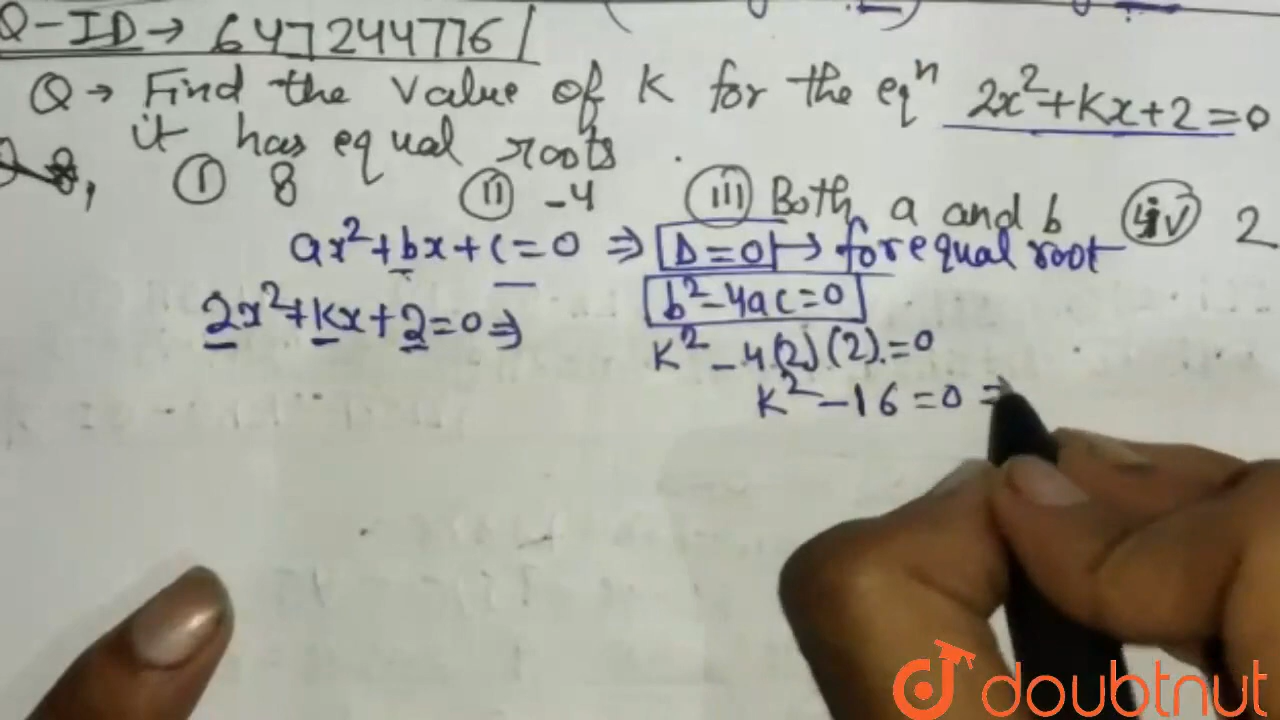 Q-ID→ 647244776
Q→ Find the value of K for the eqⁿ 2x²+Kx+2=0
it has equal roots.
8, (i) 8 (ii) -4 (iii) Both a and b (iv) 2
ax²+bx+c=0 ⇒ D=0 → for equal root
b²-4ac=0
2x²+kx+2=0⇒
K²-4(2)(2)=0
K²-16=0 =
doubtnut